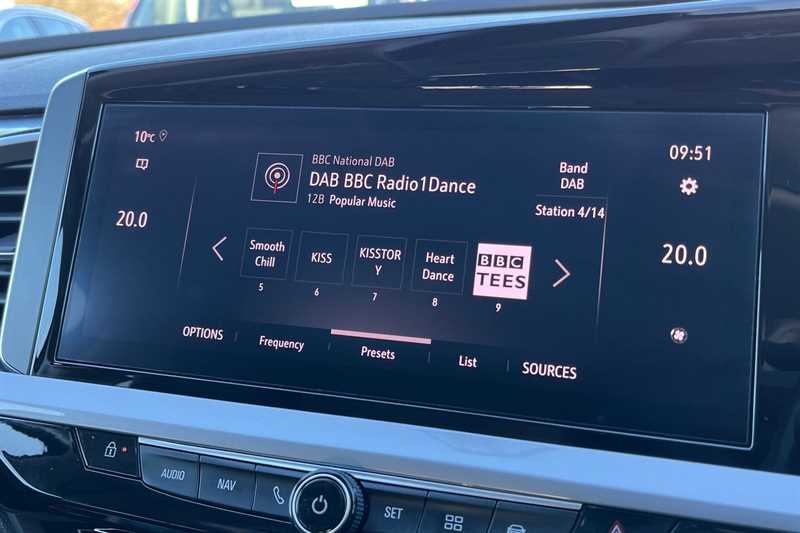 10°C
09:51
BBC National DAB
DAB BBC Radio1Dance
12B Popular Music
Band
DAB
Station 4/14
20.0
20.0
Smooth
Chill
5
KISS
6
KISSTOR
Y
7
Heart
Dance
8
BBC
TEES
9
OPTIONS
Frequency
Presets
List
SOURCES
AUDIO
NAV
SET